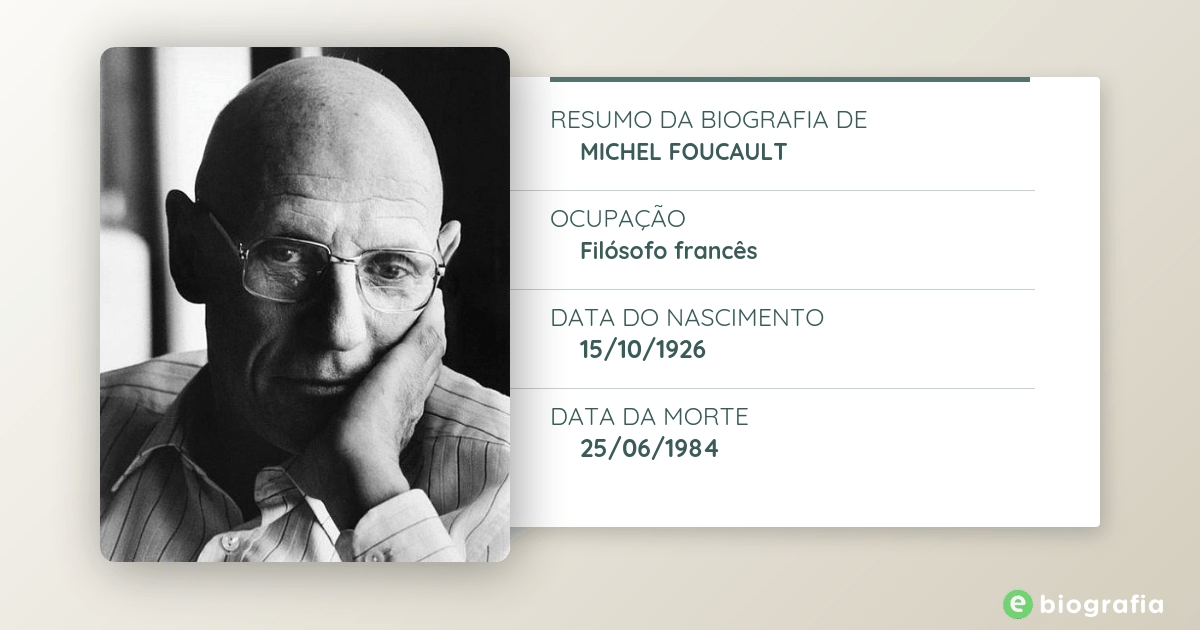 RESUMO DA BIOGRAFIA DE
MICHEL FOUCAULT
OCUPAÇÃO
Filósofo francês
DATA DO NASCIMENTO
15/10/1926
DATA DA MORTE
25/06/1984
e biografia